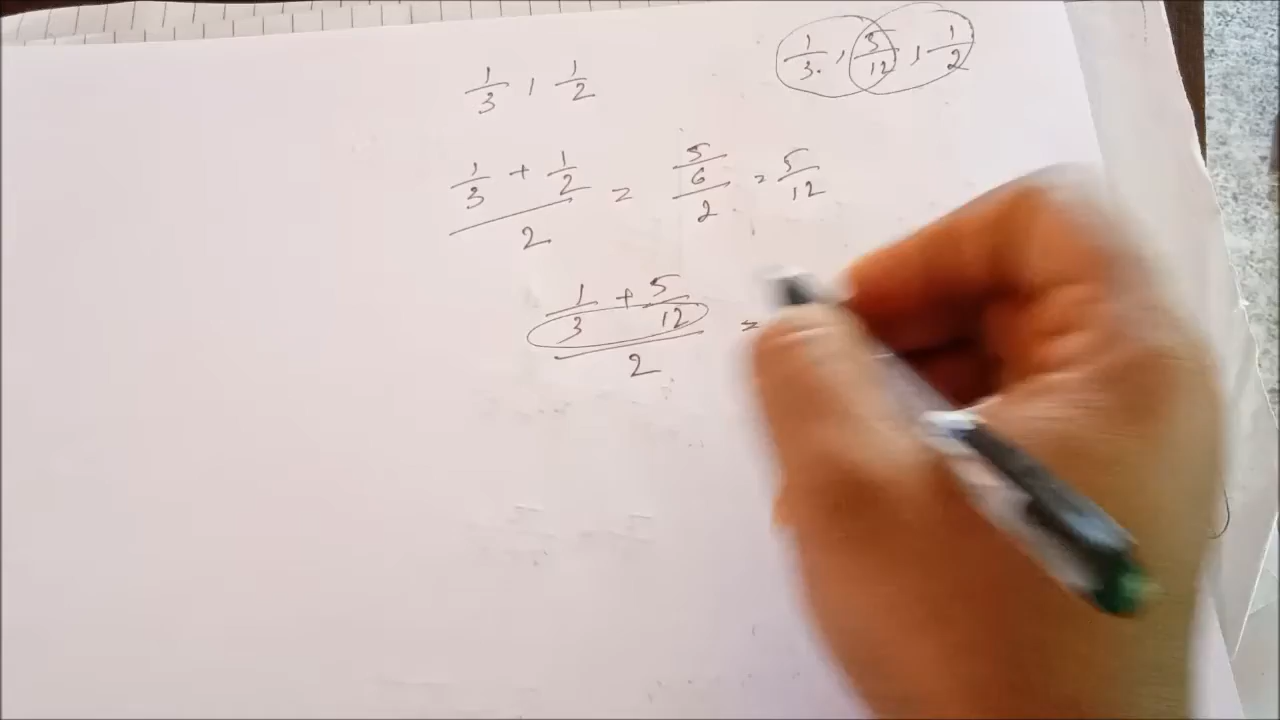 1/3 , 5/12 , 1/2
1/3 , 1/2
(1/3 + 1/2)/2 = (5/6)/2 = 5/12
(1/3 + 5/12)/2 =